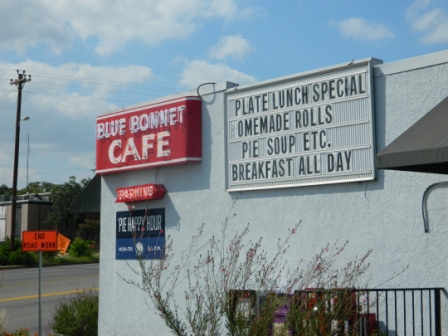 BLUE BONNET
CAFE
PARKING
PIE HAPPY HOUR
PLATE LUNCH SPECIAL
OMEMADE ROLLS
PIE SOUP ETC.
BREAKFAST ALL DAY
END
ROAD WORK